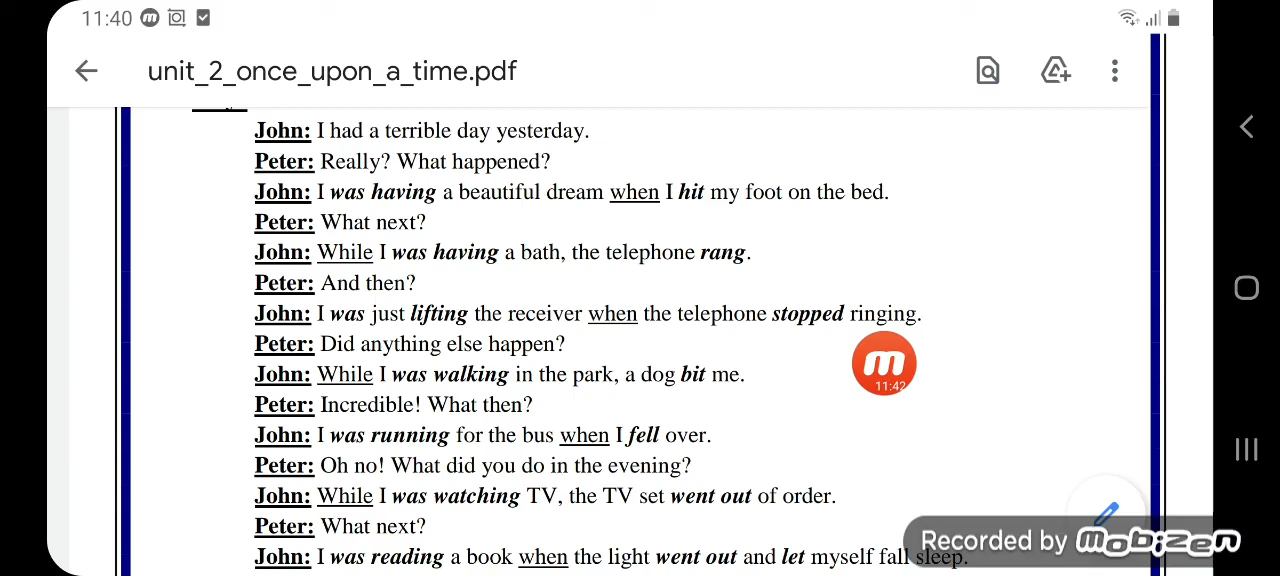 11:40
unit_2_once_upon_a_time.pdf
John: I had a terrible day yesterday.
Peter: Really? What happened?
John: I was having a beautiful dream when I hit my foot on the bed.
Peter: What next?
John: While I was having a bath, the telephone rang.
Peter: And then?
John: I was just lifting the receiver when the telephone stopped ringing.
Peter: Did anything else happen?
John: While I was walking in the park, a dog bit me.
11:42
Peter: Incredible! What then?
John: I was running for the bus when I fell over.
Peter: Oh no! What did you do in the evening?
John: While I was watching TV, the TV set went out of order.
Peter: What next?
John: I was reading a book when the light went out and let myself fall sleep.
Recorded by mobizen